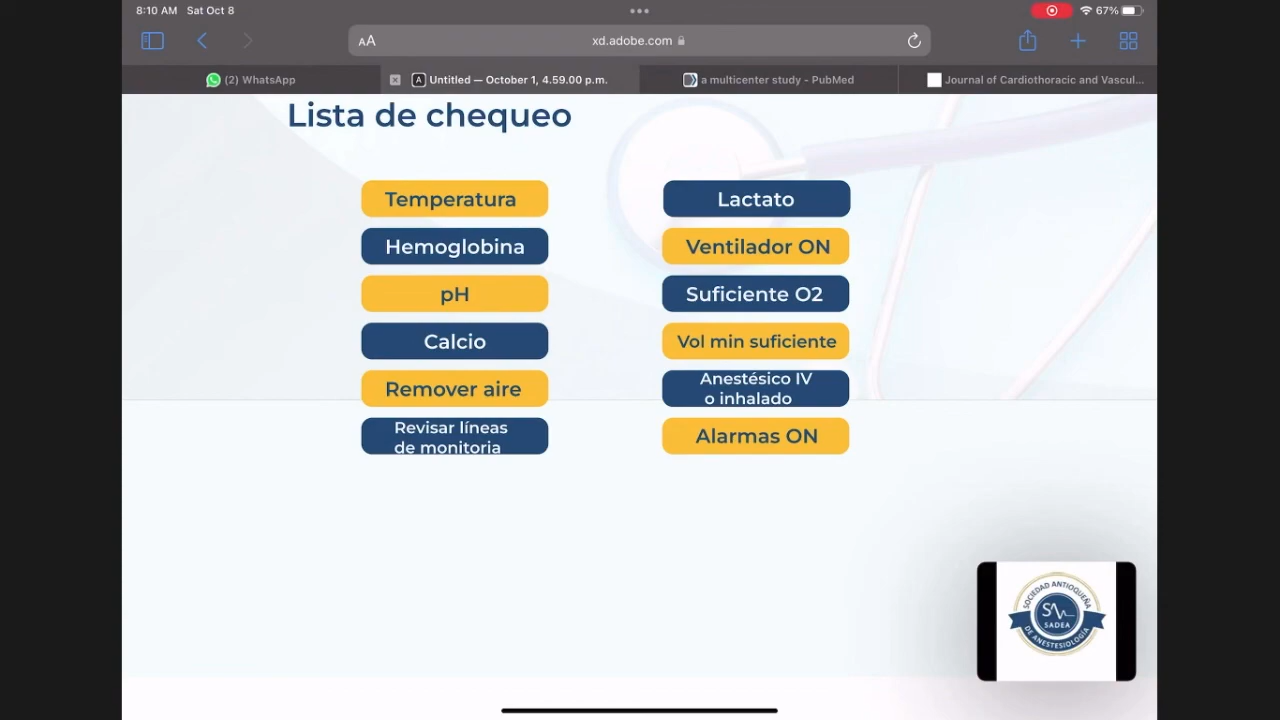 8:10 AM Sat Oct 8
67%
AA
xd.adobe.com
(2) WhatsApp
Untitled — October 1, 4.59.00 p.m.
a multicenter study - PubMed
Journal of Cardiothoracic and Vascul...
Lista de chequeo
Temperatura
Hemoglobina
pH
Calcio
Remover aire
Revisar líneas
de monitoria
Lactato
Ventilador ON
Suficiente O2
Vol min suficiente
Anestésico IV
o inhalado
Alarmas ON
SOCIEDAD ANTIOQUEÑA
SADEA
DE ANESTESIOLOGÍA